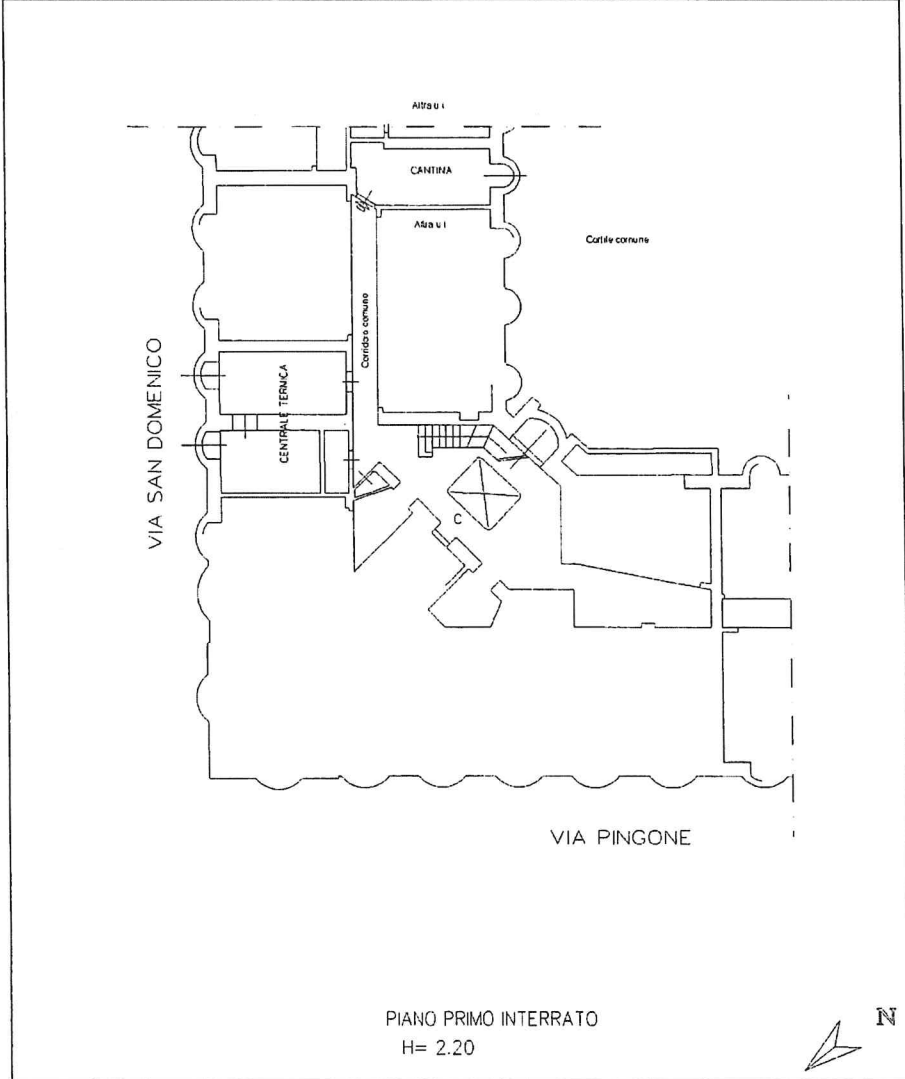 Altra u i
CANTINA
Altra u i
Cortile comune
Corridoio comune
VIA SAN DOMENICO
CENTRALE TERMICA
C
VIA PINGONE
PIANO PRIMO INTERRATO
H= 2.20
N